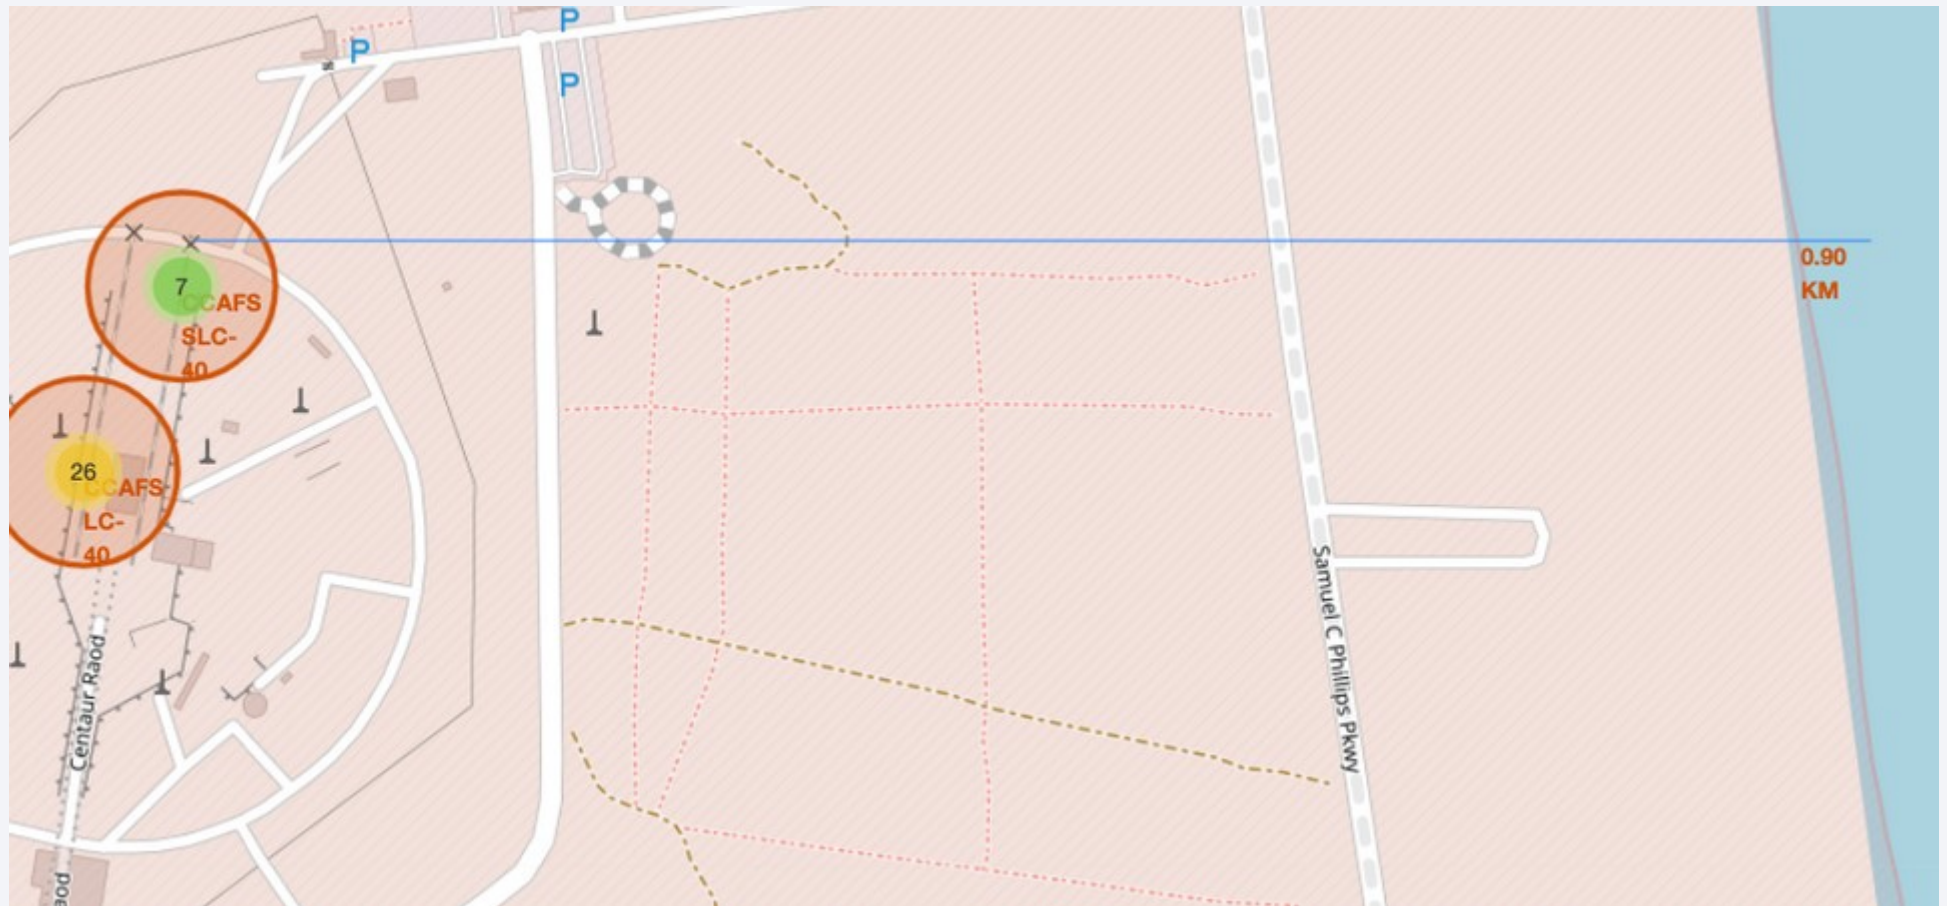 P
P
P
7
CCAFS
SLC-
40
0.90
KM
26
CCAFS
LC-
40
Samuel C Phillips Pkwy
Centaur Raod
aod